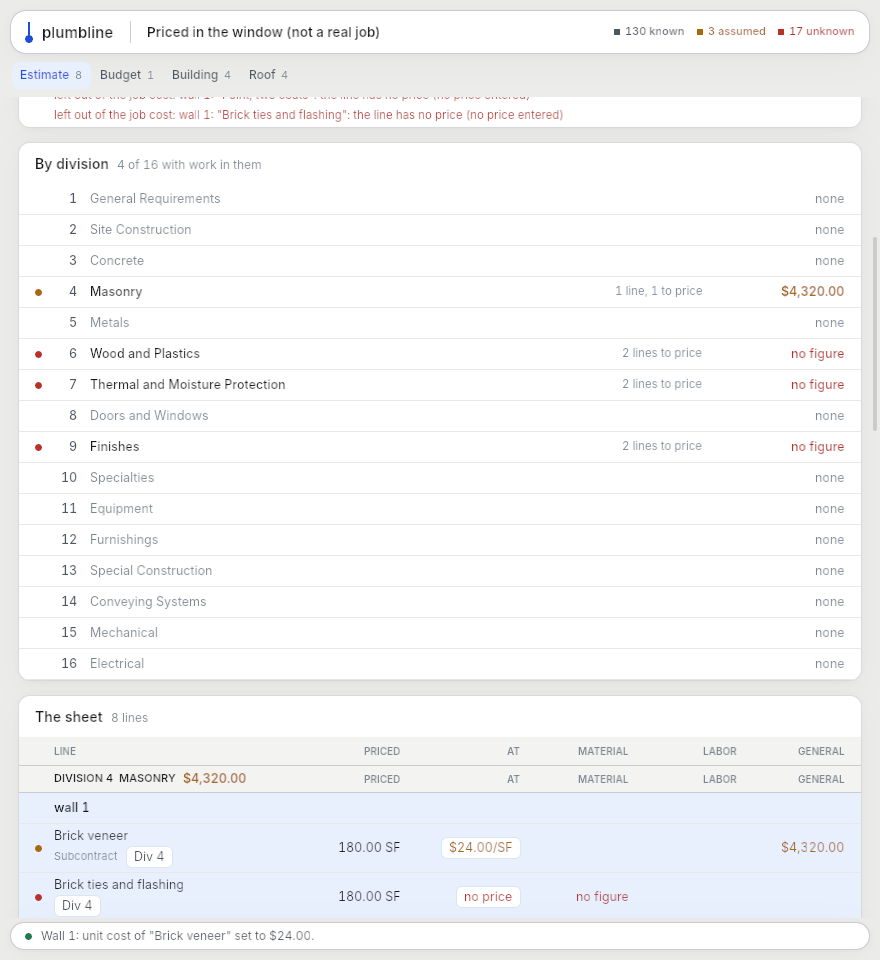 plumbline Priced in the window (not a real job) 130 known 3 assumed 17 unknown
Estimate 8 Budget 1 Building 4 Roof 4
left out of the job cost: wall 1: "Brick ties and flashing": the line has no price (no price entered)
By division 4 of 16 with work in them
1 General Requirements none
2 Site Construction none
3 Concrete none
4 Masonry 1 line, 1 to price $4,320.00
5 Metals none
6 Wood and Plastics 2 lines to price no figure
7 Thermal and Moisture Protection 2 lines to price no figure
8 Doors and Windows none
9 Finishes 2 lines to price no figure
10 Specialties none
11 Equipment none
12 Furnishings none
13 Special Construction none
14 Conveying Systems none
15 Mechanical none
16 Electrical none
The sheet 8 lines
LINE PRICED AT MATERIAL LABOR GENERAL
DIVISION 4 MASONRY $4,320.00 PRICED AT MATERIAL LABOR GENERAL
wall 1
Brick veneer
Subcontract Div 4 180.00 SF $24.00/SF $4,320.00
Brick ties and flashing
Div 4 180.00 SF no price no figure
Wall 1: unit cost of "Brick veneer" set to $24.00.